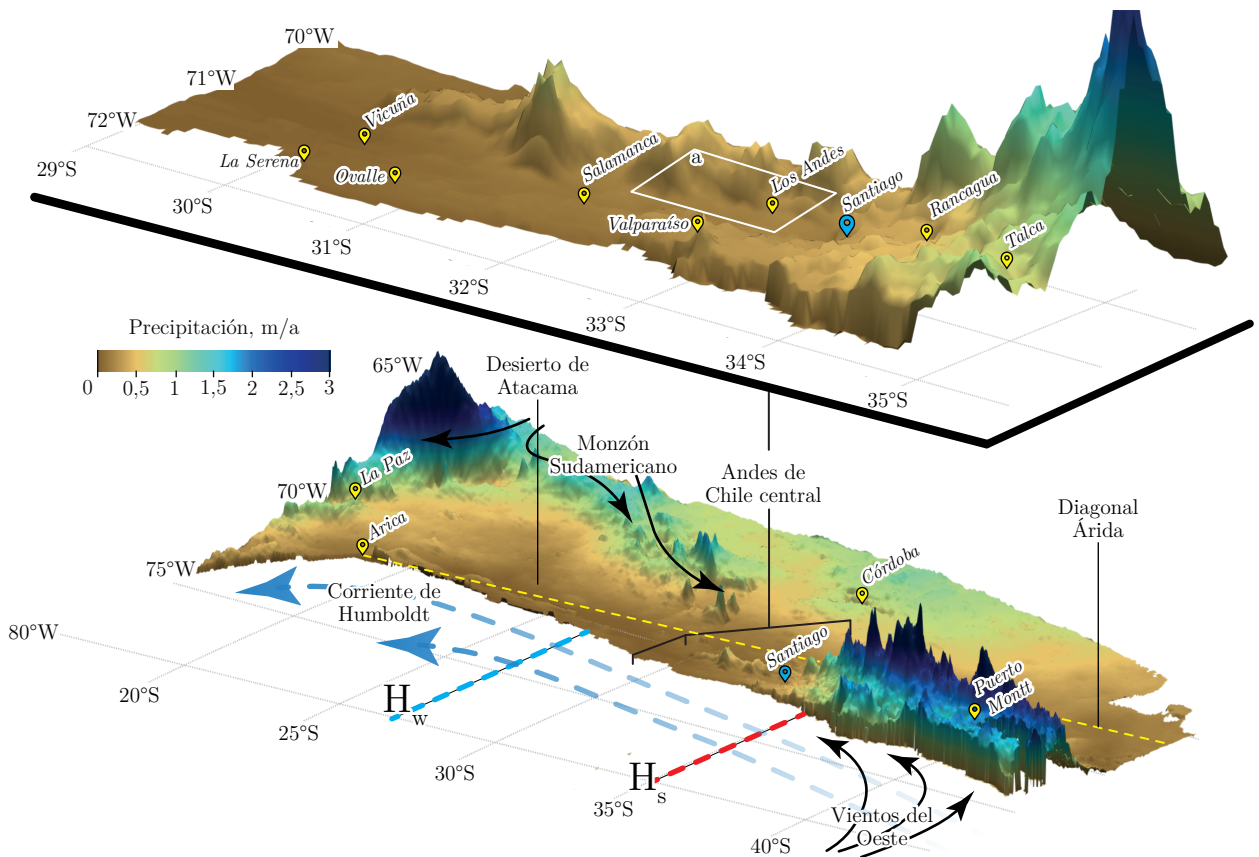 70°W
71°W
72°W
29°S
30°S
31°S
32°S
33°S
34°S
35°S
Vicuña
La Serena
Ovalle
Salamanca
a
Los Andes
Valparaíso
Santiago
Rancagua
Talca
Precipitación, m/a
0 0,5 1 1,5 2 2,5 3
65°W
70°W
75°W
80°W
Desierto de
Atacama
Monzón
Sudamericano
Andes de
Chile central
Diagonal
Árida
La Paz
Arica
Córdoba
Corriente de
Humboldt
Santiago
Puerto
Montt
Hw
Hs
20°S
25°S
30°S
35°S
40°S
Vientos del
Oeste